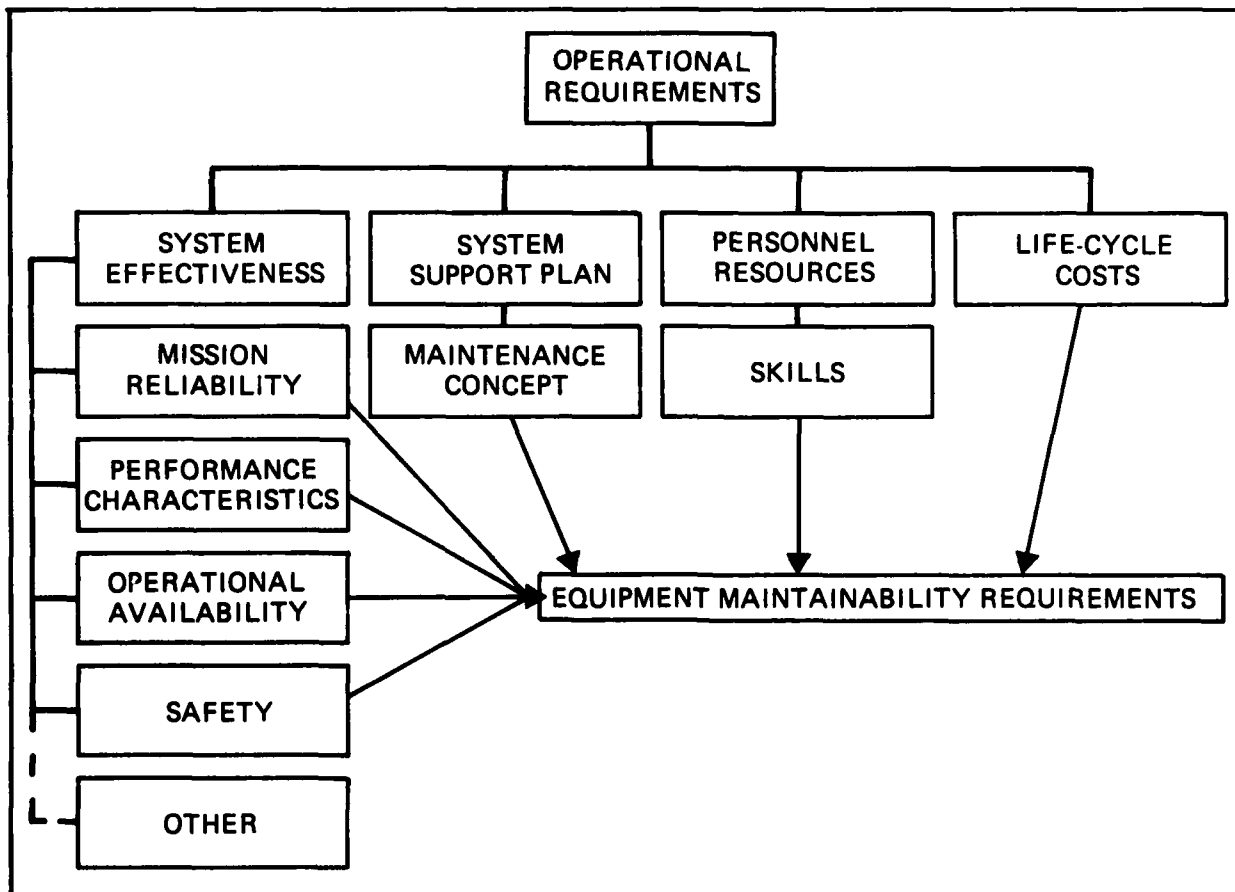 OPERATIONAL
REQUIREMENTS
SYSTEM
EFFECTIVENESS
SYSTEM
SUPPORT PLAN
PERSONNEL
RESOURCES
LIFE-CYCLE
COSTS
MISSION
RELIABILITY
MAINTENANCE
CONCEPT
SKILLS
PERFORMANCE
CHARACTERISTICS
OPERATIONAL
AVAILABILITY
EQUIPMENT MAINTAINABILITY REQUIREMENTS
SAFETY
OTHER